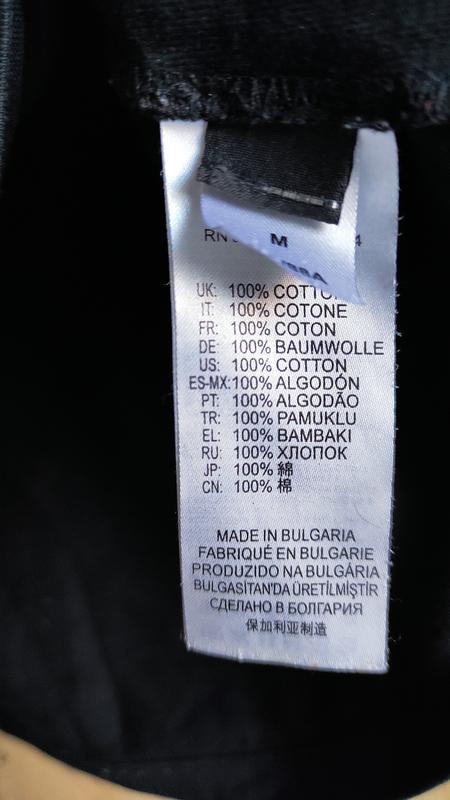 RN M 4
UK: 100% COTTO
IT: 100% COTONE
FR: 100% COTON
DE: 100% BAUMWOLLE
US: 100% COTTON
ES-MX:100% ALGODÓN
PT: 100% ALGODÃO
TR: 100% PAMUKLU
EL: 100% BAMBAKI
RU: 100% ХЛОПОК
JP: 100% 綿
CN: 100% 棉
MADE IN BULGARIA
FABRIQUÉ EN BULGARIE
PRODUZIDO NA BULGÁRIA
BULGASİTAN'DA ÜRETİLMİŞTİR
СДЕЛАНО В БОЛГАРИЯ
保加利亚制造